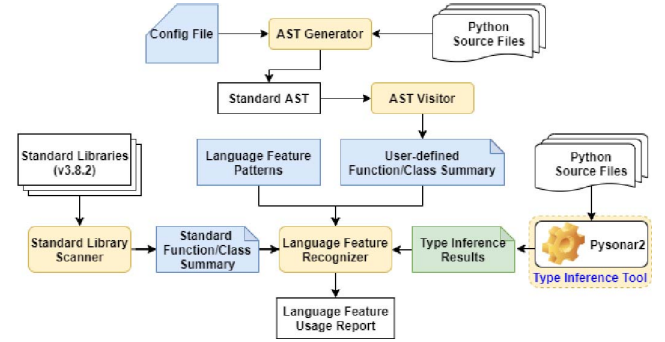 Config File
AST Generator
Python
Source Files
Standard AST
AST Visitor
Standard Libraries
(v3.8.2)
Language Feature
Patterns
User-defined
Function/Class Summary
Python
Source Files
Standard Library
Scanner
Standard
Function/Class
Summary
Language Feature
Recognizer
Type Inference
Results
Pysonar2
Type Inference Tool
Language Feature
Usage Report